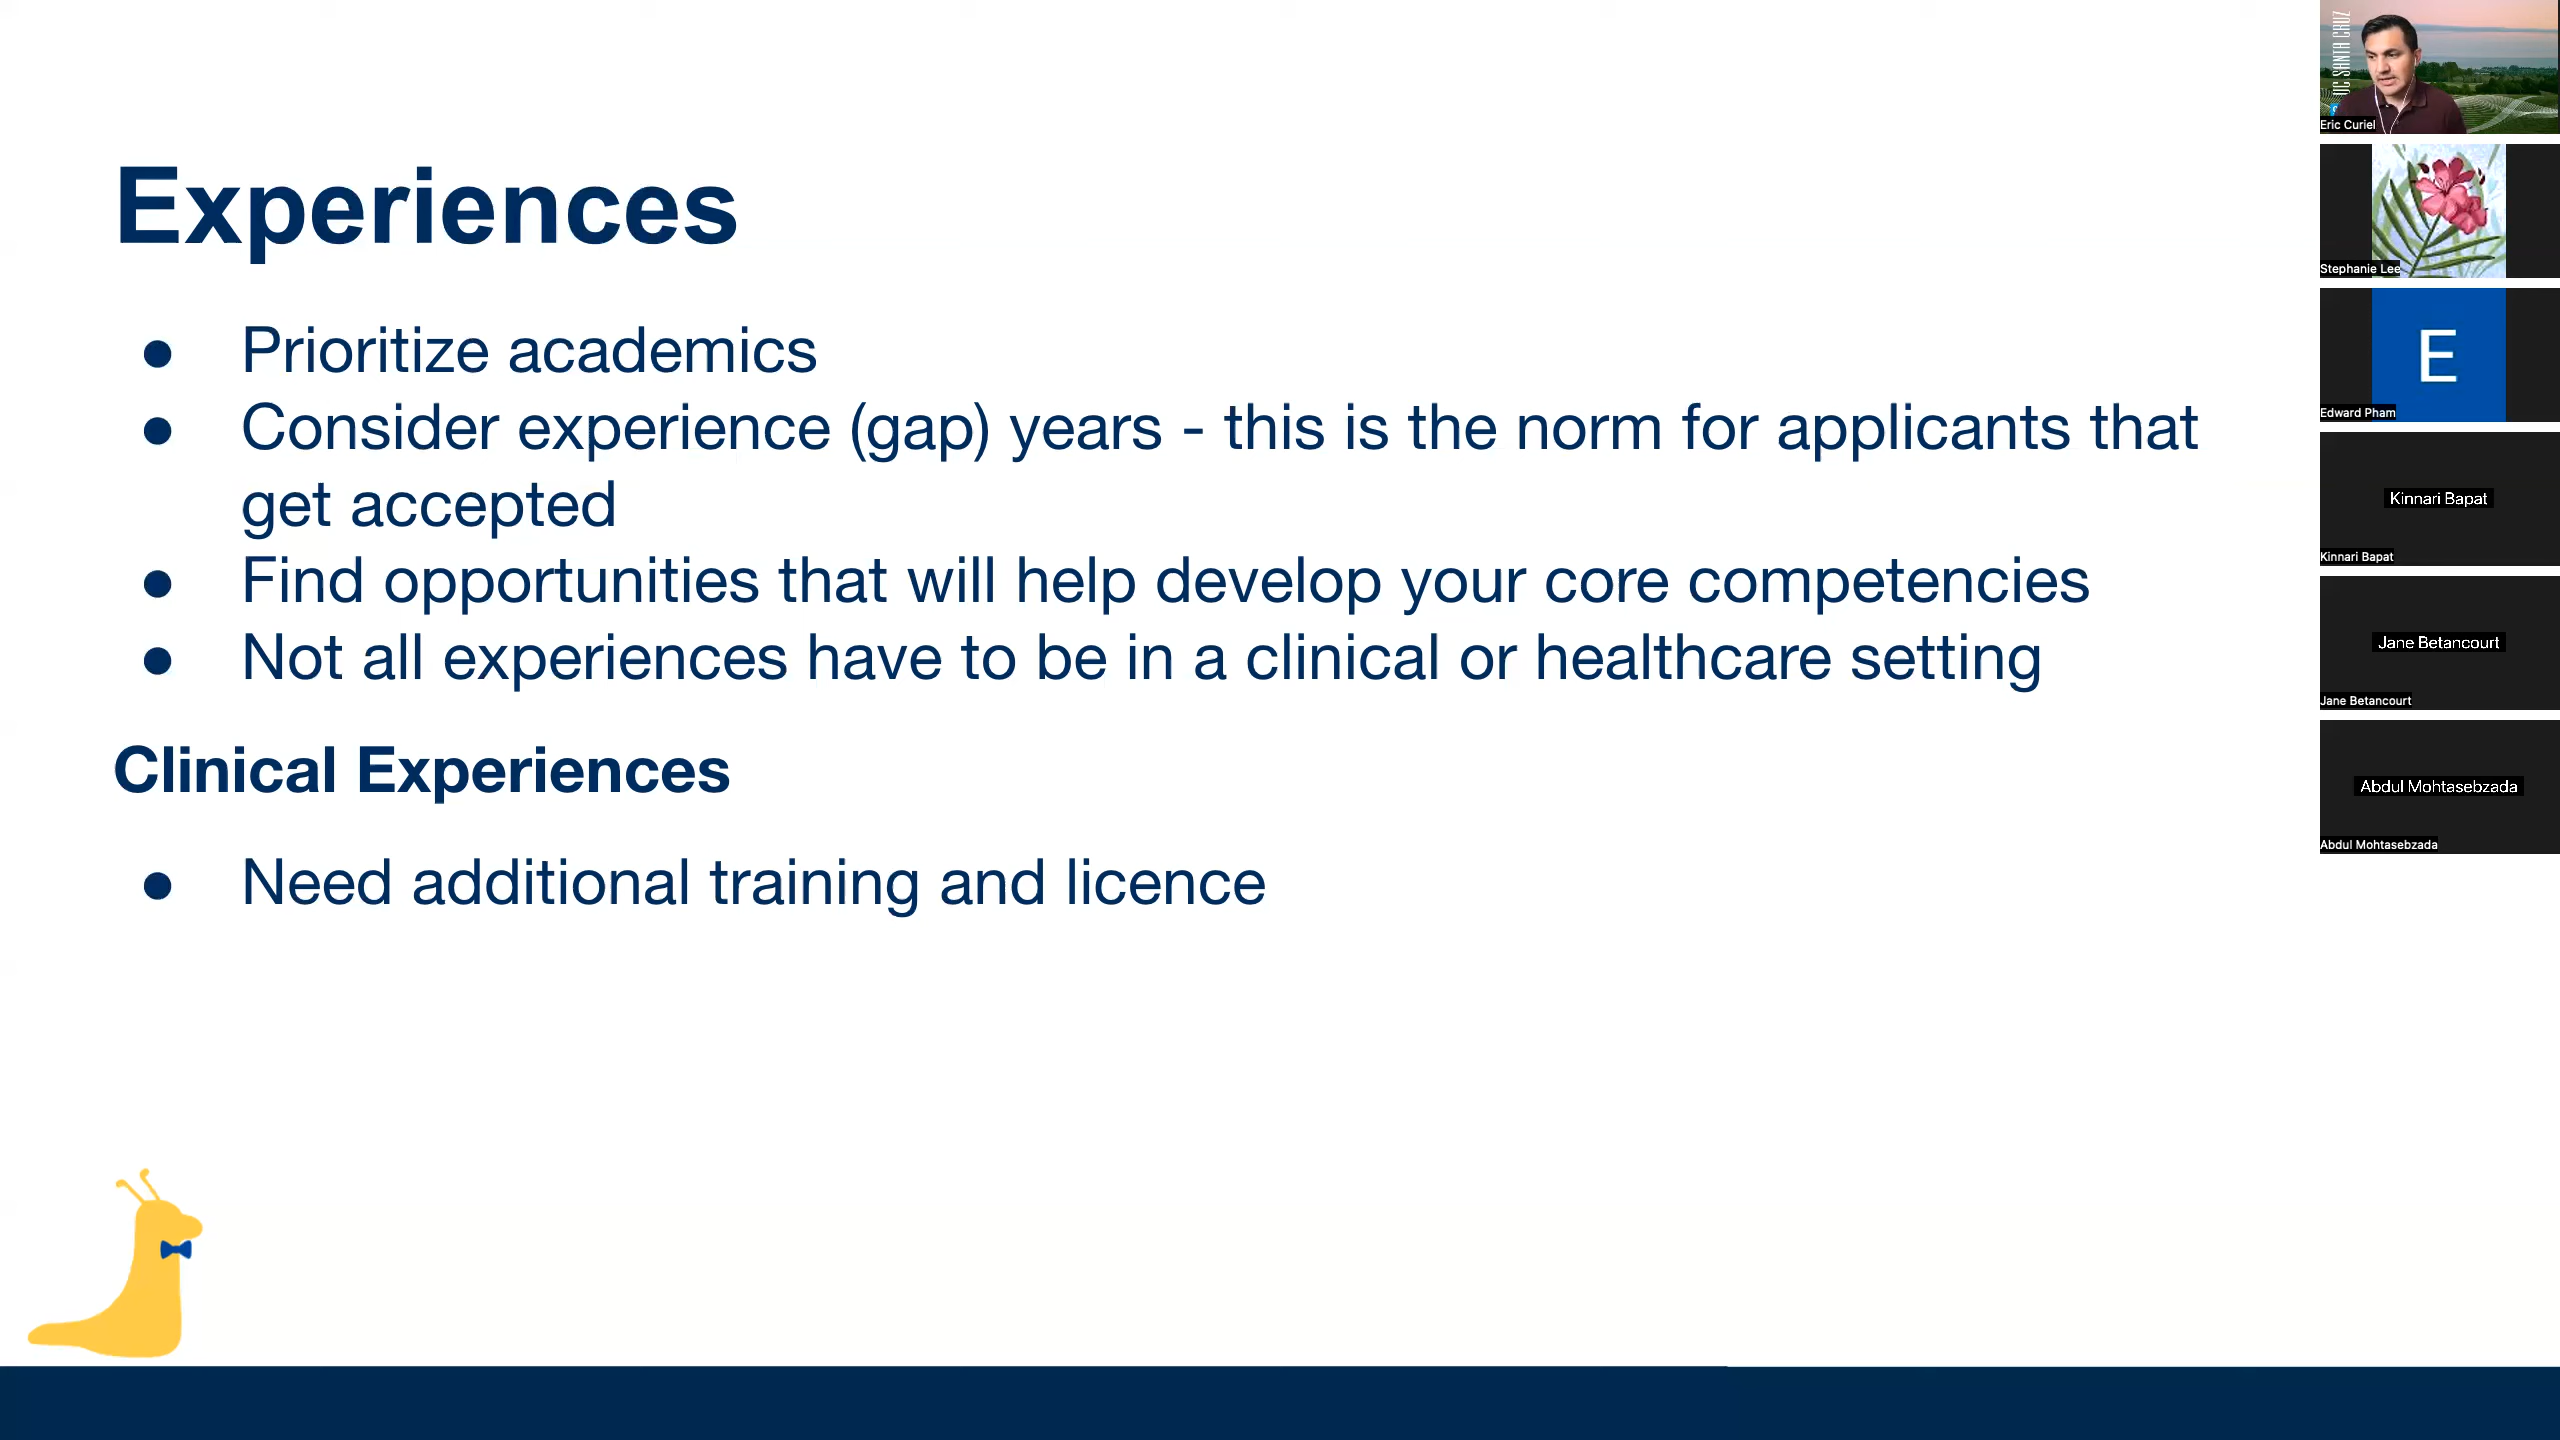 Experiences
● Prioritize academics
● Consider experience (gap) years - this is the norm for applicants that
get accepted
● Find opportunities that will help develop your core competencies
● Not all experiences have to be in a clinical or healthcare setting
Clinical Experiences
● Need additional training and licence
UC SANTA CRUZ
Eric Curiel
Stephanie Lee
E
Edward Pham
Kinnari Bapat
Kinnari Bapat
Jane Betancourt
Jane Betancourt
Abdul Mohtasebzada
Abdul Mohtasebzada